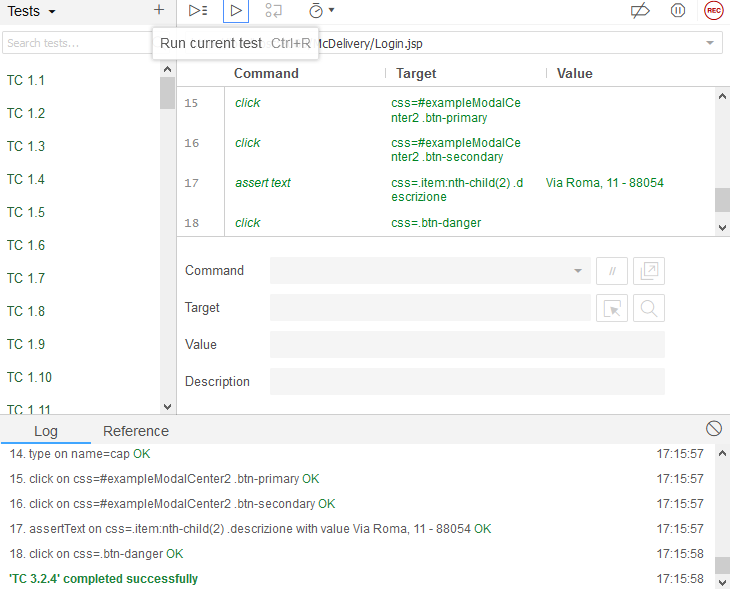 Tests
+
REC
Search tests...
Run current test Ctrl+R
McDelivery/Login.jsp
Command Target Value
15 click css=#exampleModalCe
nter2 .btn-primary
16 click css=#exampleModalCe
nter2 .btn-secondary
17 assert text css=.item:nth-child(2) .d
escrizione Via Roma, 11 - 88054
18 click css=.btn-danger
TC 1.1
TC 1.2
TC 1.3
TC 1.4
TC 1.5
TC 1.6
TC 1.7
TC 1.8
TC 1.9
TC 1.10
TC 1.11
Command
//
Target
Value
Description
Log Reference
14. type on name=cap OK 17:15:57
15. click on css=#exampleModalCenter2 .btn-primary OK 17:15:57
16. click on css=#exampleModalCenter2 .btn-secondary OK 17:15:57
17. assertText on css=.item:nth-child(2) .descrizione with value Via Roma, 11 - 88054 OK 17:15:57
18. click on css=.btn-danger OK 17:15:58
'TC 3.2.4' completed successfully 17:15:58